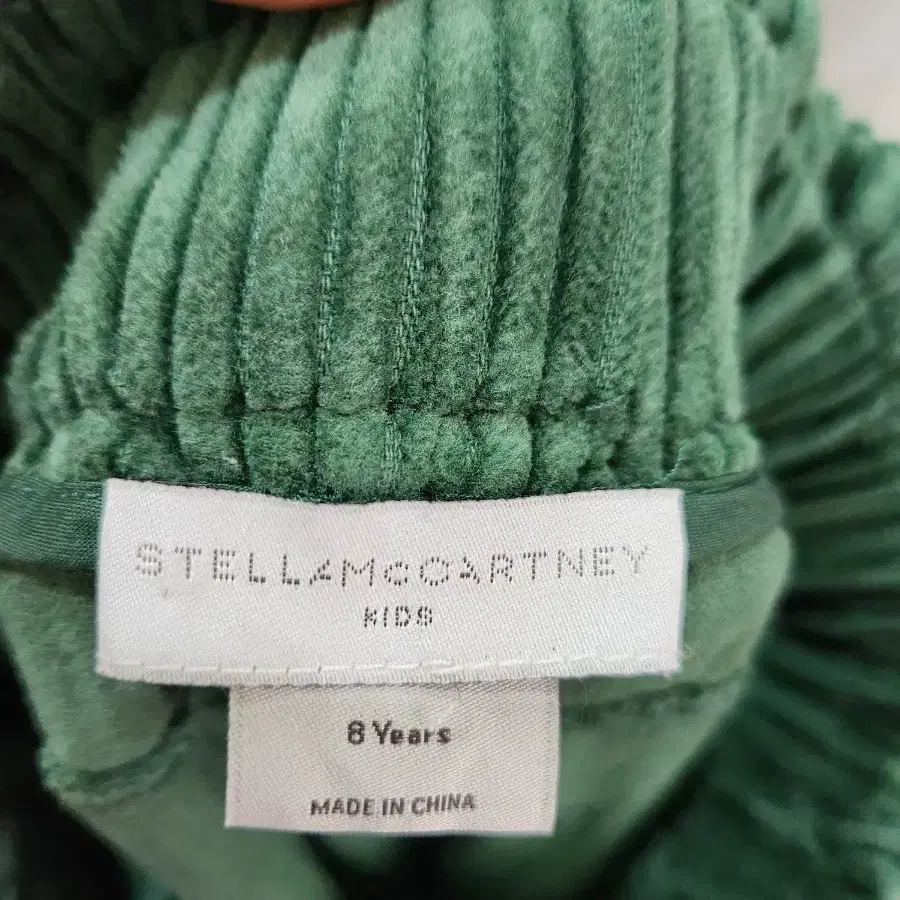 STELLAMcCARTNEY
KIDS
8 Years
MADE IN CHINA